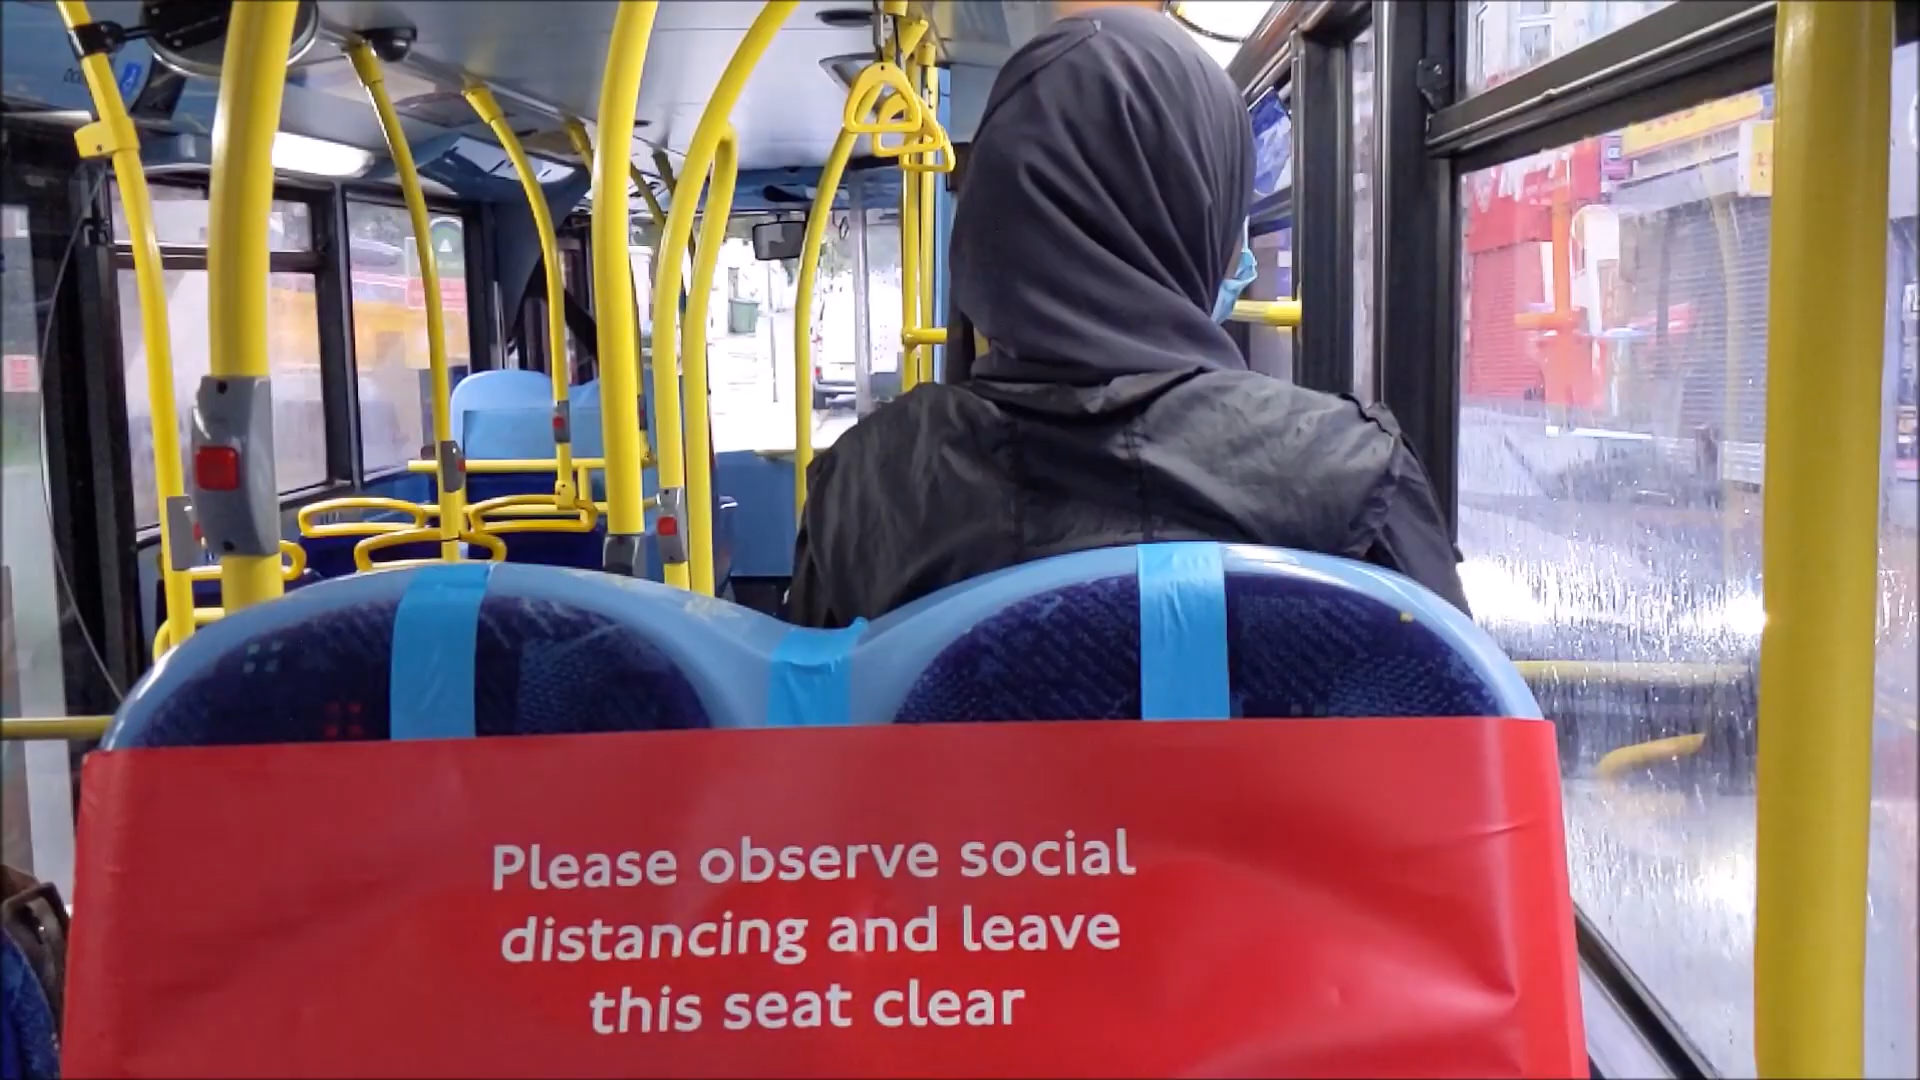 Please observe social
distancing and leave
this seat clear